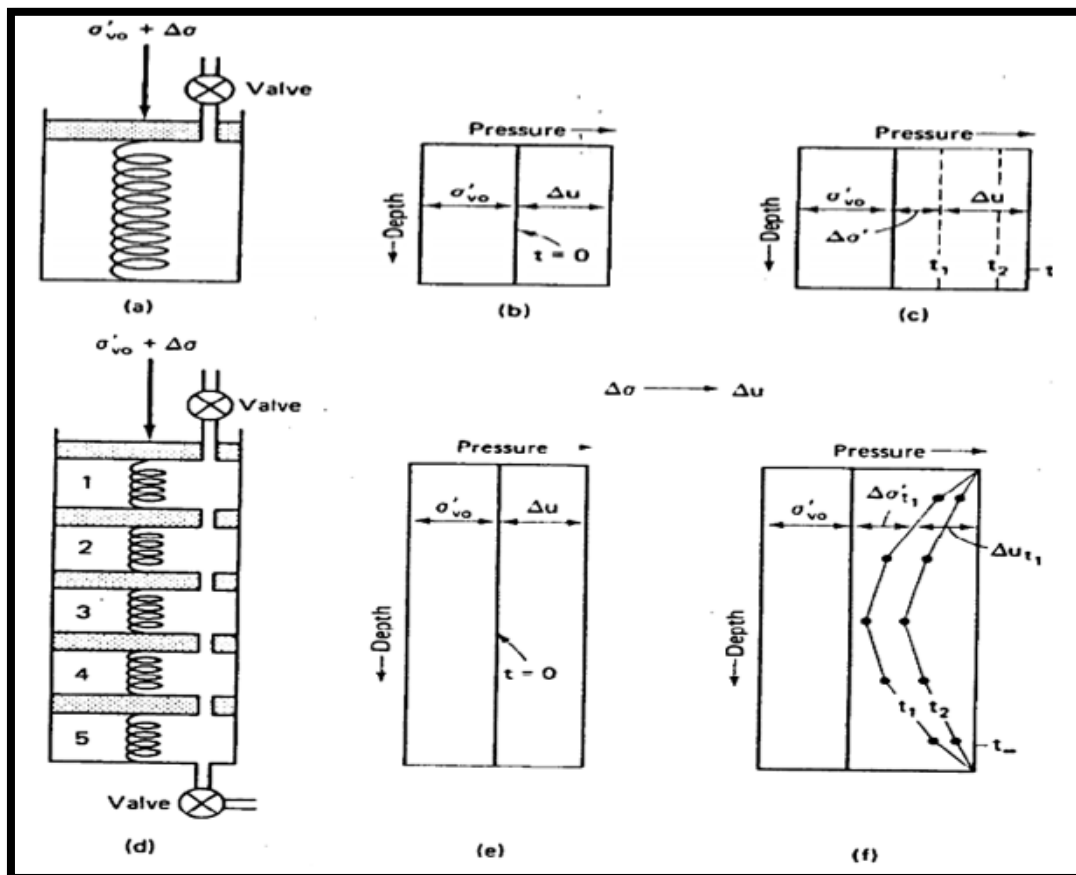 σ'vo + Δσ
Valve
(a)
Pressure
σ'vo
Δu
t = 0
Depth
(b)
Pressure
σ'vo
Δu
Δσ'
t1
t2
t
Depth
(c)
σ'vo + Δσ
Valve
1
2
3
4
5
Valve
(d)
Δσ → Δu
Pressure
σ'vo
Δu
Depth
t = 0
(e)
Pressure
σ'vo
Δσ't1
Δut1
Depth
t1
t2
t∞
(f)